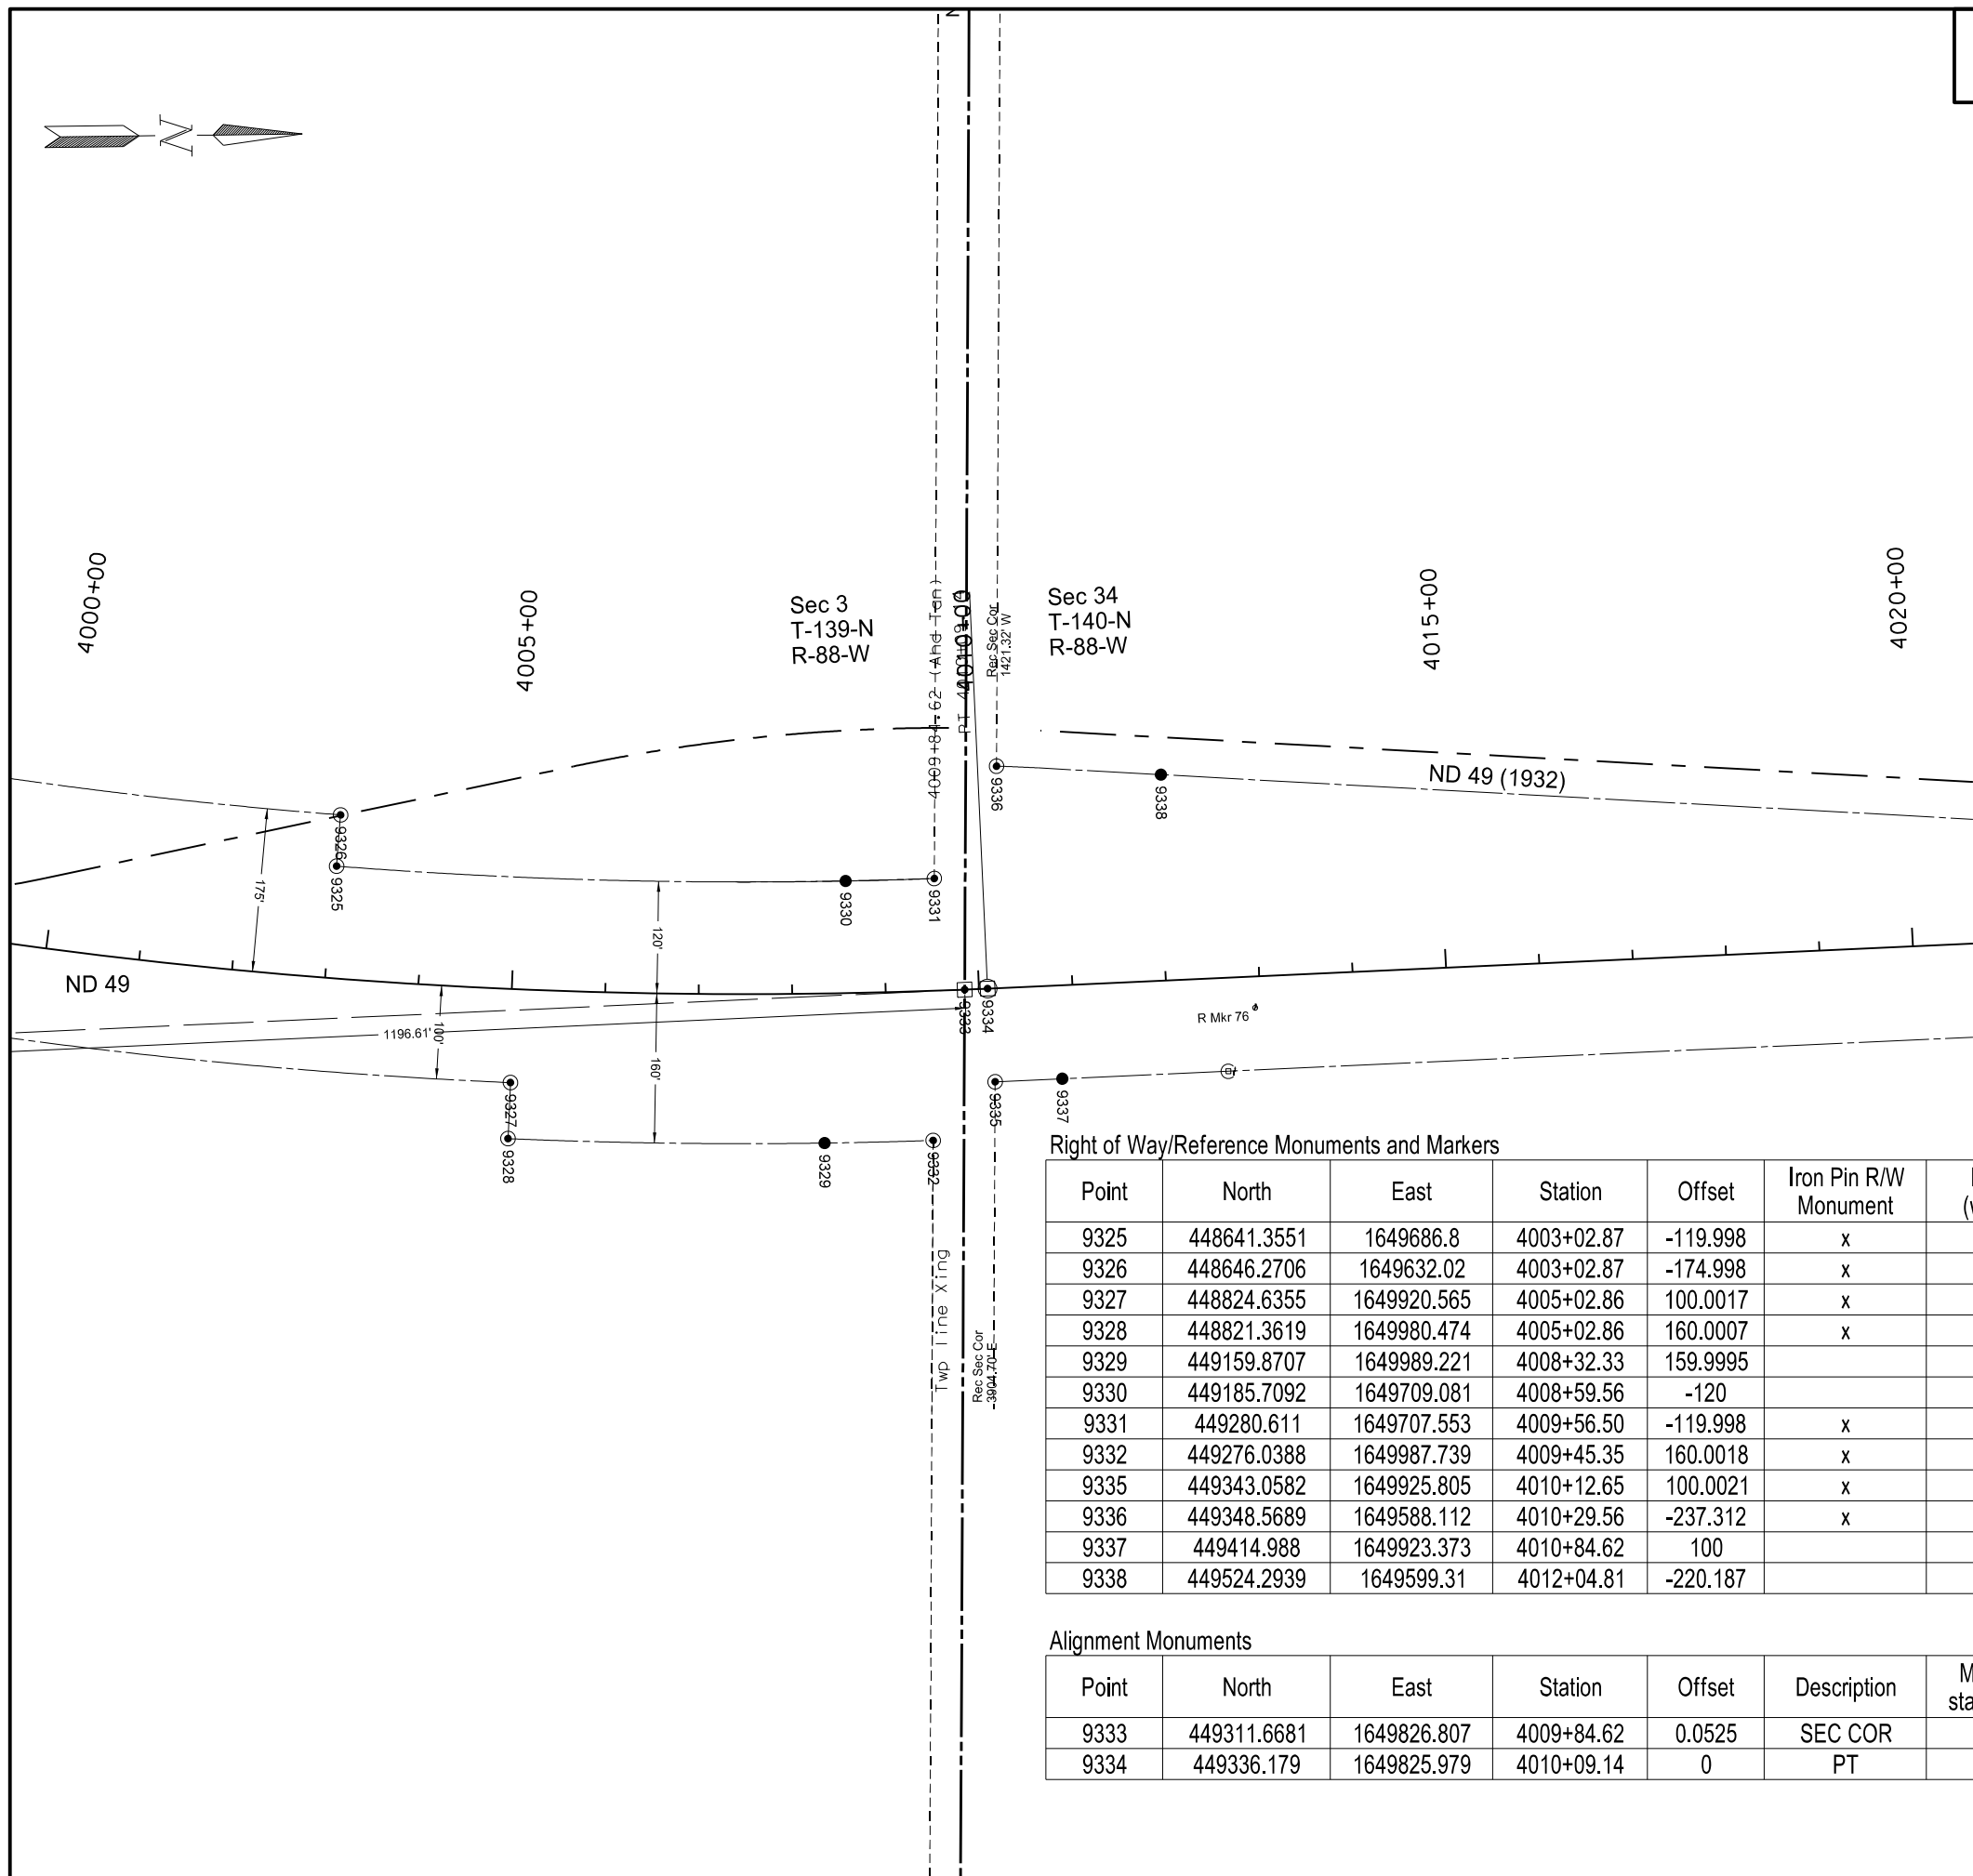 N
4000+00
4005+00
Sec 3
T-139-N
R-88-W
4009+84.62 (Ahd Tan)
4010+00
Rec Sec Cor
1421.32' W
Sec 34
T-140-N
R-88-W
4015+00
4020+00
ND 49 (1932)
9326
9325
175'
9330
9331
9336
9338
120'
ND 49
1196.61'
100'
9333
9334
R Mkr 76
160'
9327
9328
9329
9332
9335
9337
Twp line Xing
Rec Sec Cor
3904.70' E
Right of Way/Reference Monuments and Markers
Point North East Station Offset Iron Pin R/W Monument
9325 448641.3551 1649686.8 4003+02.87 -119.998 x
9326 448646.2706 1649632.02 4003+02.87 -174.998 x
9327 448824.6355 1649920.565 4005+02.86 100.0017 x
9328 448821.3619 1649980.474 4005+02.86 160.0007 x
9329 449159.8707 1649989.221 4008+32.33 159.9995
9330 449185.7092 1649709.081 4008+59.56 -120
9331 449280.611 1649707.553 4009+56.50 -119.998 x
9332 449276.0388 1649987.739 4009+45.35 160.0018 x
9335 449343.0582 1649925.805 4010+12.65 100.0021 x
9336 449348.5689 1649588.112 4010+29.56 -237.312 x
9337 449414.988 1649923.373 4010+84.62 100
9338 449524.2939 1649599.31 4012+04.81 -220.187
Alignment Monuments
Point North East Station Offset Description
9333 449311.6681 1649826.807 4009+84.62 0.0525 SEC COR
9334 449336.179 1649825.979 4010+09.14 0 PT